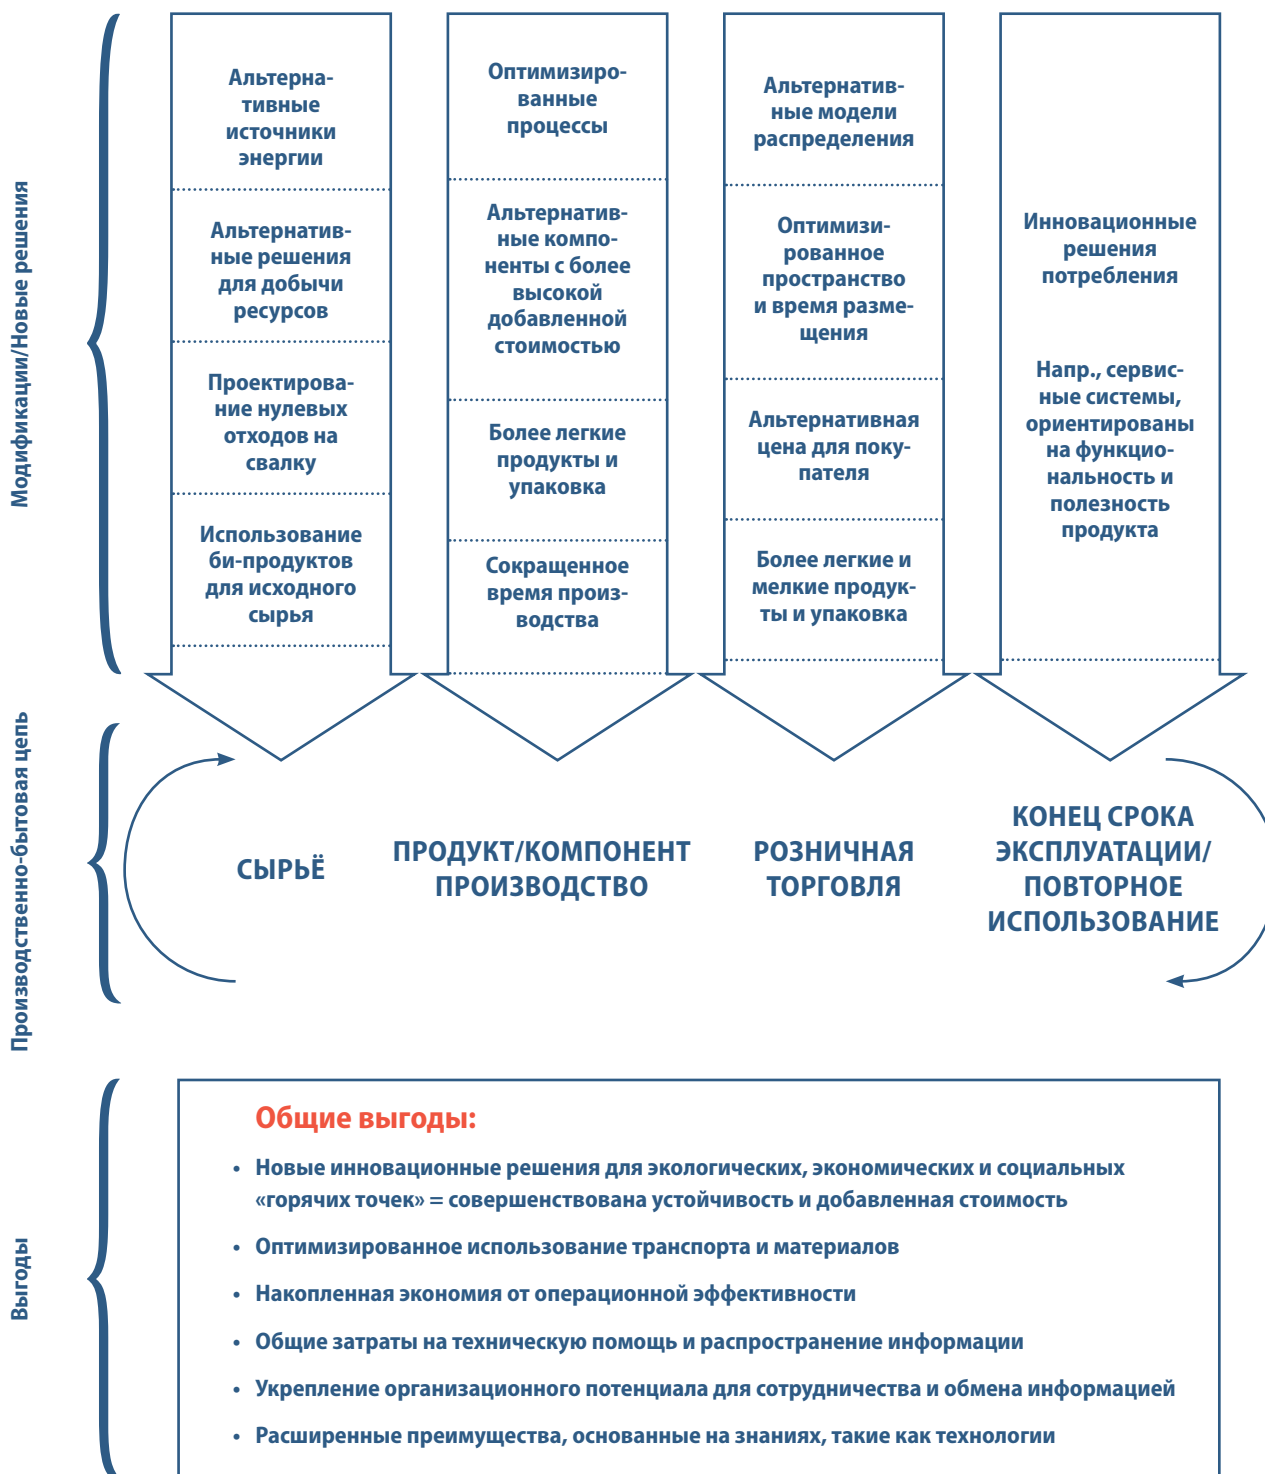 Модификации/Новые решения
Альтерна-
тивные
источники
энергии
Альтернатив-
ные решения
для добычи
ресурсов
Проектирова-
ние нулевых
отходов на
свалку
Использование
би-продуктов
для исходного
сырья
Оптимизиро-
ванные
процессы
Альтернатив-
ные компо-
ненты с более
высокой
добавленной
стоимостью
Более легкие
продукты и
упаковка
Сокращенное
время произ-
водства
Альтернатив-
ные модели
распределения
Оптимизи-
рованное
пространство
и время разме-
щения
Альтернативная
цена для поку-
пателя
Более легкие и
мелкие продук-
ты и упаковка
Инновационные
решения
потребления
Напр., сервис-
ные системы,
ориентированы
на функцио-
нальность и
полезность
продукта
Производственно-бытовая цепь
СЫРЬЁ
ПРОДУКТ/КОМПОНЕНТ
ПРОИЗВОДСТВО
РОЗНИЧНАЯ
ТОРГОВЛЯ
КОНЕЦ СРОКА
ЭКСПЛУАТАЦИИ/
ПОВТОРНОЕ
ИСПОЛЬЗОВАНИЕ
Выгоды
Общие выгоды:
• Новые инновационные решения для экологических, экономических и социальных
«горячих точек» = совершенствована устойчивость и добавленная стоимость
• Оптимизированное использование транспорта и материалов
• Накопленная экономия от операционной эффективности
• Общие затраты на техническую помощь и распространение информации
• Укрепление организационного потенциала для сотрудничества и обмена информацией
• Расширенные преимущества, основанные на знаниях, такие как технологии